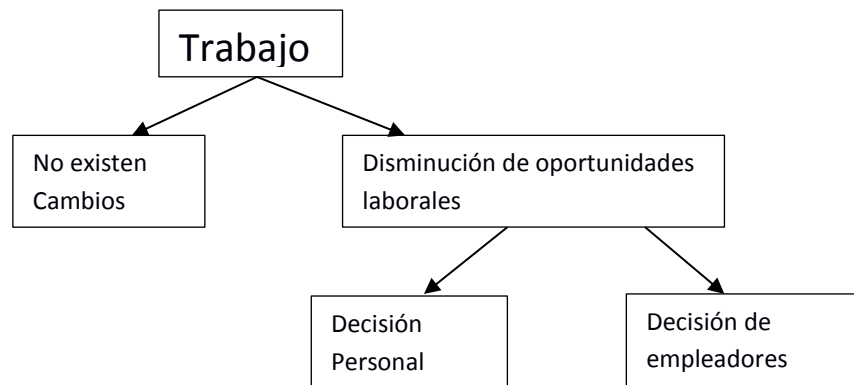 Trabajo
No existen
Cambios
Disminución de oportunidades
laborales
Decisión
Personal
Decisión de
empleadores